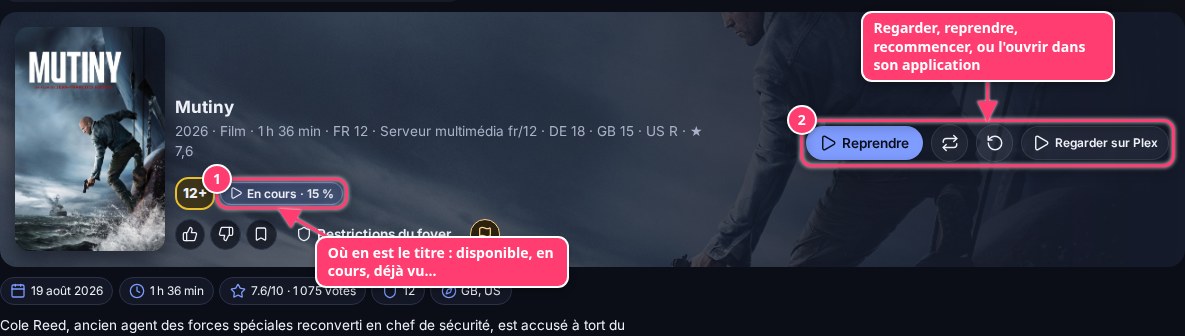 Regarder, reprendre,
recommencer, ou l'ouvrir dans
son application
MUTINY
Mutiny
2026 · Film · 1 h 36 min · FR 12 · Serveur multimédia fr/12 · DE 18 · GB 15 · US R · ★
7,6
2
Reprendre
Regarder sur Plex
1
12+
En cours · 15 %
Restrictions du foyer
Où en est le titre : disponible, en
cours, déjà vu...
19 août 2026
1 h 36 min
7.6/10 · 1 075 votes
12
GB, US
Cole Reed, ancien agent des forces spéciales reconverti en chef de sécurité, est accusé à tort du